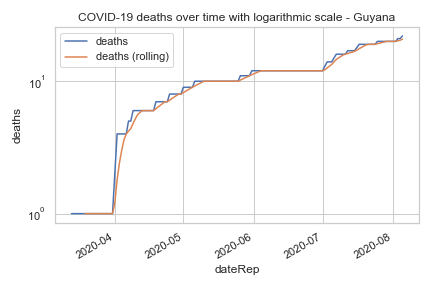 COVID-19 deaths over time with logarithmic scale - Guyana
deaths
deaths (rolling)
10¹
10⁰
deaths
2020-04
2020-05
2020-06
2020-07
2020-08
dateRep